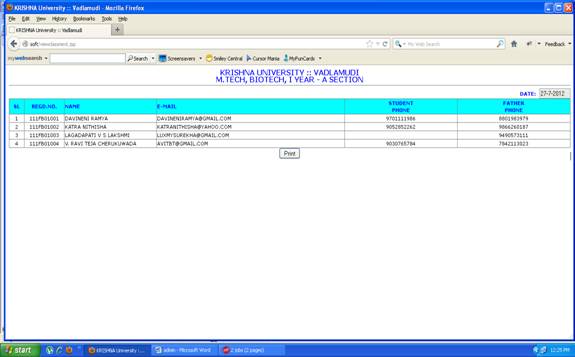 KRISHNA University :: Vadlamudi - Mozilla Firefox
File Edit View History Bookmarks Tools Help
KRISHNA University :: Vadlamudi +
soft/viewclassment.jsp My Web Search Feedback
mywebsearch Search Screensavers Smiley Central Cursor Mania MyFunCards
KRISHNA UNIVERSITY :: VADLAMUDI
M.TECH, BIOTECH, I YEAR - A SECTION
DATE: 27-7-2012
SL REGD.NO. NAME E-MAIL STUDENT PHONE FATHER PHONE
1 111FB01001 DAVINENI RAMYA DAVINENIRAMYA@GMAIL.COM 9701111986 8801983979
2 111FB01002 KATRA NITHISHA KATRANITHISHA@YAHOO.COM 9052852262 9866260187
3 111FB01003 LAGADAPATI V S LAKSHMI LUXMYSUREKHA@GMAIL.COM 9490573111
4 111FB01004 V. RAVI TEJA CHERUKUWADA AVITBT@GMAIL.COM 9030765784 7842113023
Print
start KRISHNA University :... admin - Microsoft Word 2 jobs (2 pages) 12:25 PM